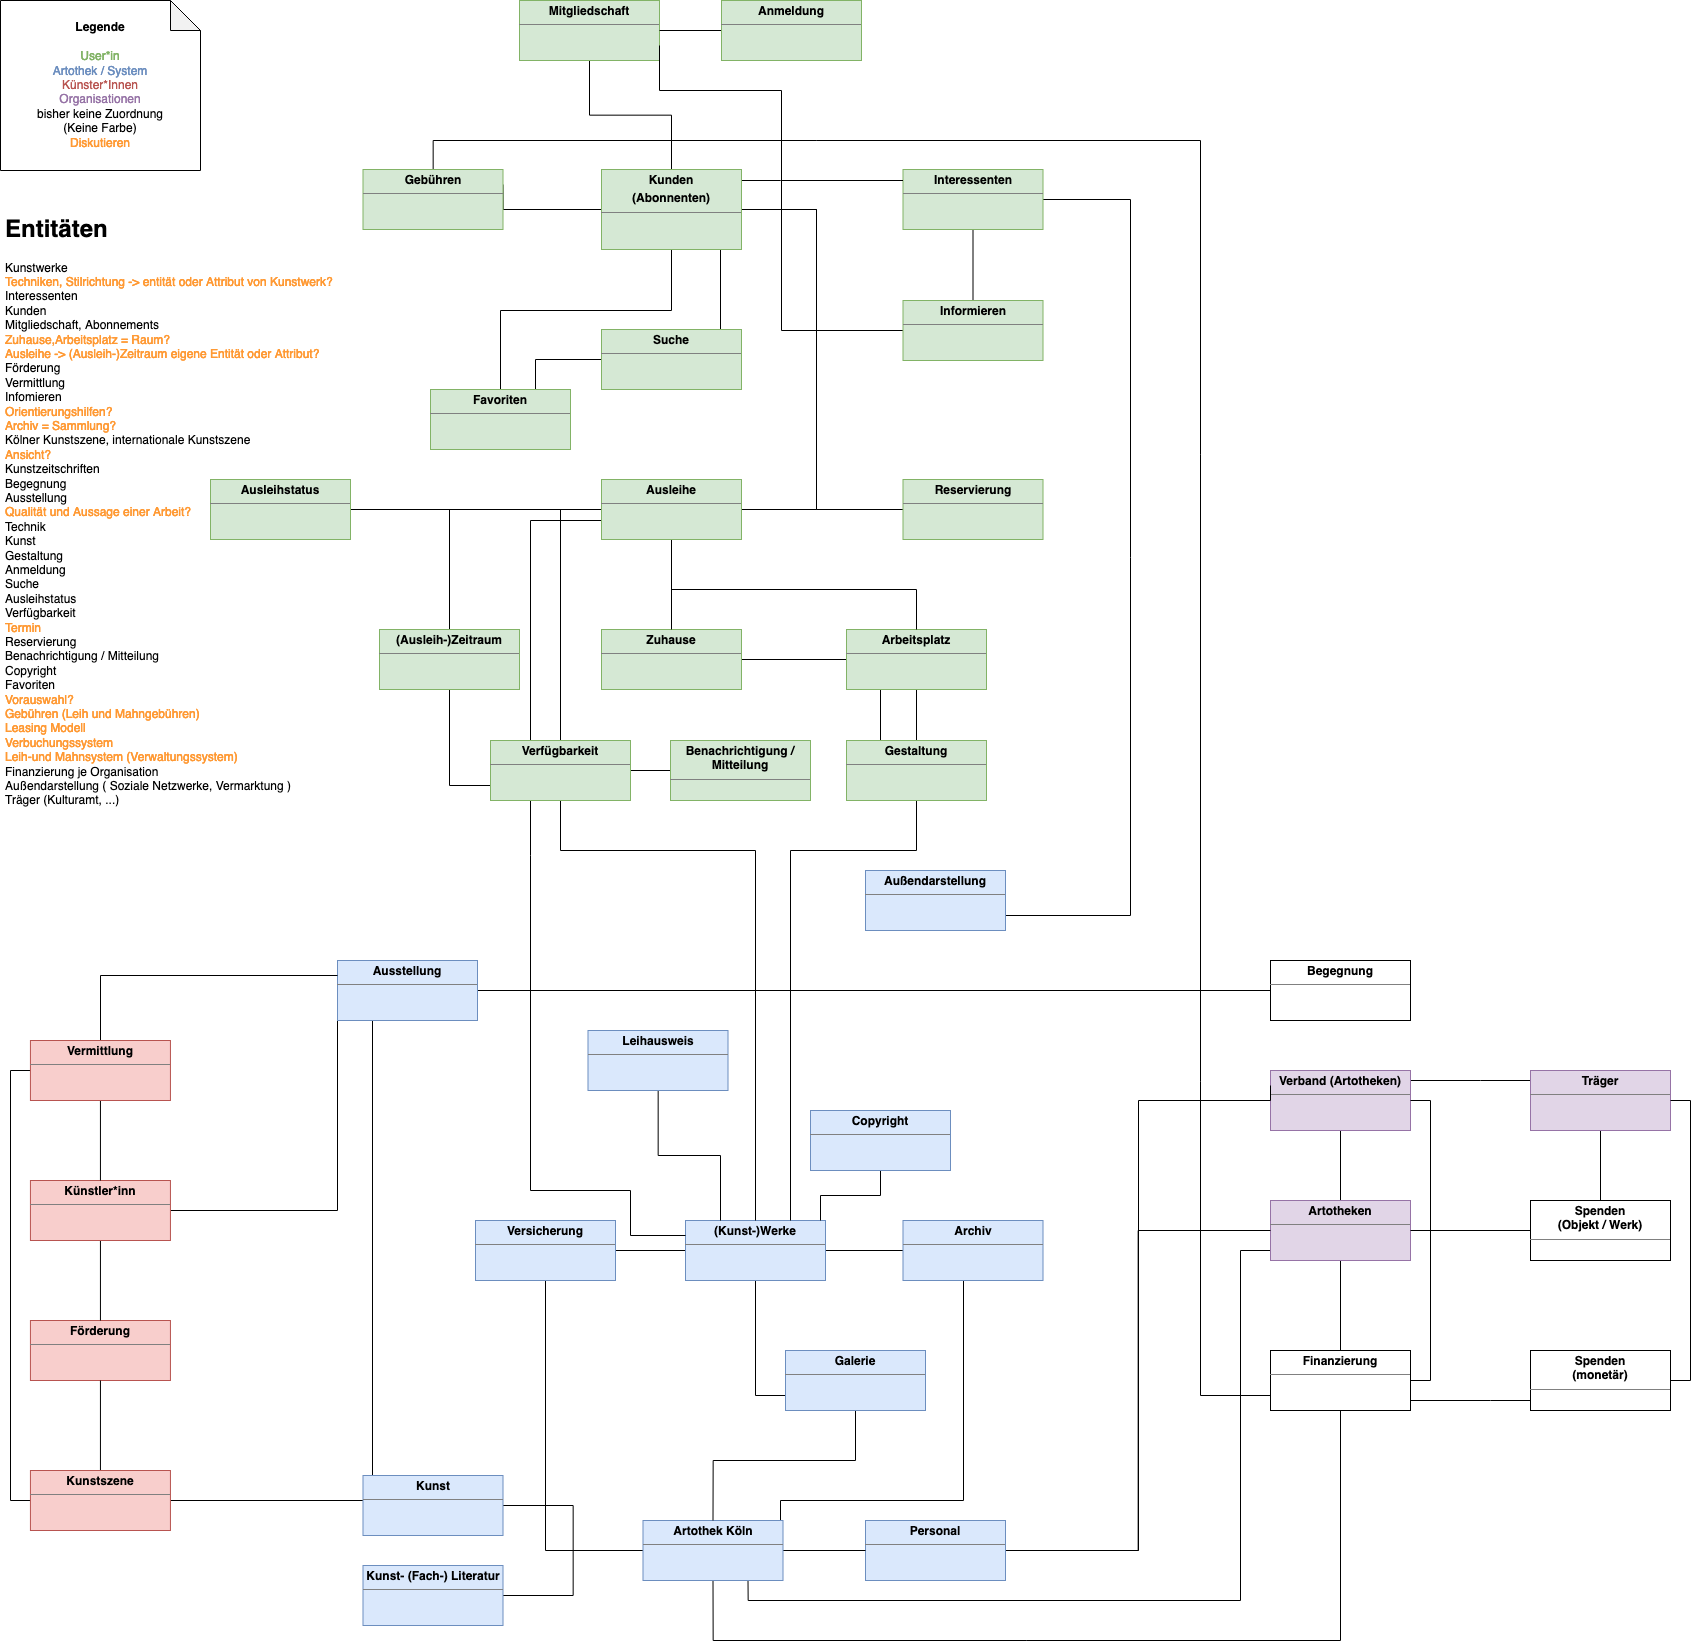 Legende
User*in
Artothek / System
Künster*Innen
Organisationen
bisher keine Zuordnung
(Keine Farbe)
Diskutieren
Entitäten
Kunstwerke
Techniken, Stilrichtung -> entität oder Attribut von Kunstwerk?
Interessenten
Kunden
Mitgliedschaft, Abonnements
Zuhause,Arbeitsplatz = Raum?
Ausleihe -> (Ausleih-)Zeitraum eigene Entität oder Attribut?
Förderung
Vermittlung
Infomieren
Orientierungshilfen?
Archiv = Sammlung?
Kölner Kunstszene, internationale Kunstszene
Ansicht?
Kunstzeitschriften
Begegnung
Ausstellung
Qualität und Aussage einer Arbeit?
Technik
Kunst
Gestaltung
Anmeldung
Suche
Ausleihstatus
Verfügbarkeit
Termin
Reservierung
Benachrichtigung / Mitteilung
Copyright
Favoriten
Vorauswahl?
Gebühren (Leih und Mahngebühren)
Leasing Modell
Verbuchungssystem
Leih-und Mahnsystem (Verwaltungssystem)
Finanzierung je Organisation
Außendarstellung ( Soziale Netzwerke, Vermarktung )
Träger (Kulturamt, ...)
Mitgliedschaft
Anmeldung
Gebühren
Kunden
(Abonnenten)
Interessenten
Informieren
Suche
Favoriten
Ausleihstatus
Ausleihe
Reservierung
(Ausleih-)Zeitraum
Zuhause
Arbeitsplatz
Verfügbarkeit
Benachrichtigung /
Mitteilung
Gestaltung
Außendarstellung
Ausstellung
Begegnung
Leihausweis
Vermittlung
Verband (Artotheken)
Träger
Copyright
Künstler*inn
Artotheken
Spenden
(Objekt / Werk)
Versicherung
(Kunst-)Werke
Archiv
Förderung
Galerie
Finanzierung
Spenden
(monetär)
Kunstszene
Kunst
Artothek Köln
Personal
Kunst- (Fach-) Literatur